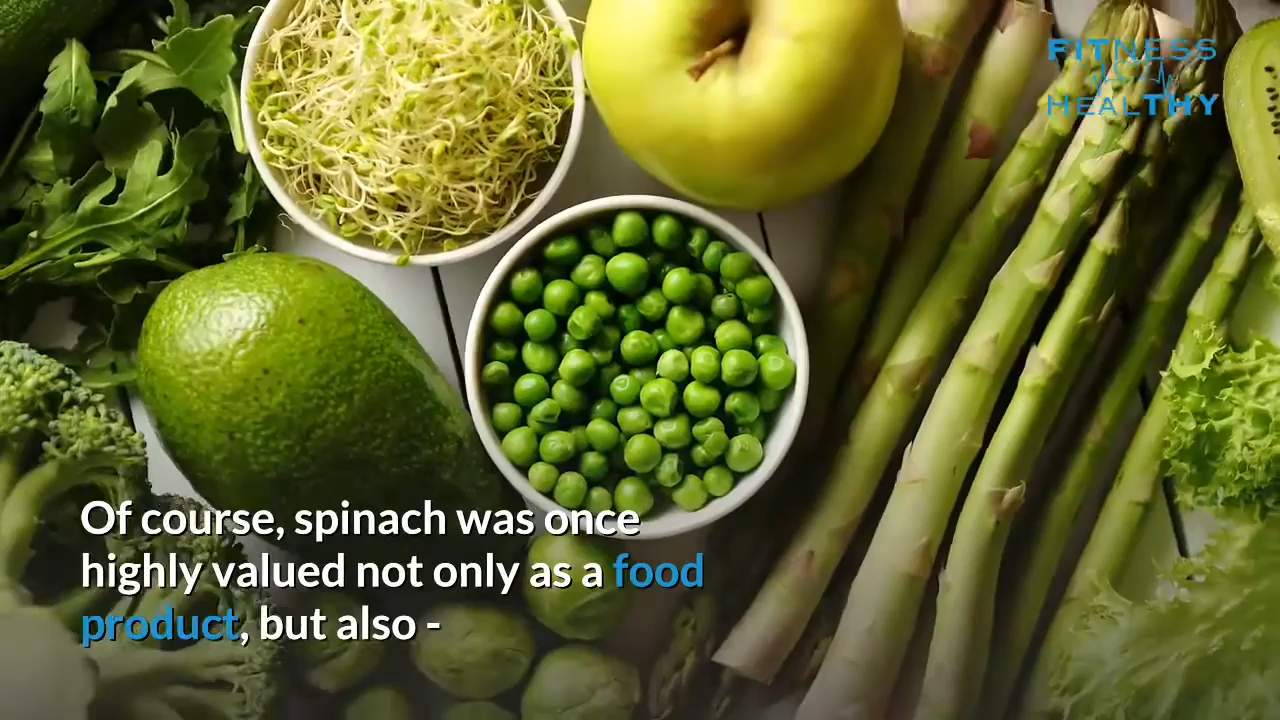 FITNESS
HEALTHY
Of course, spinach was once
highly valued not only as a food
product, but also -